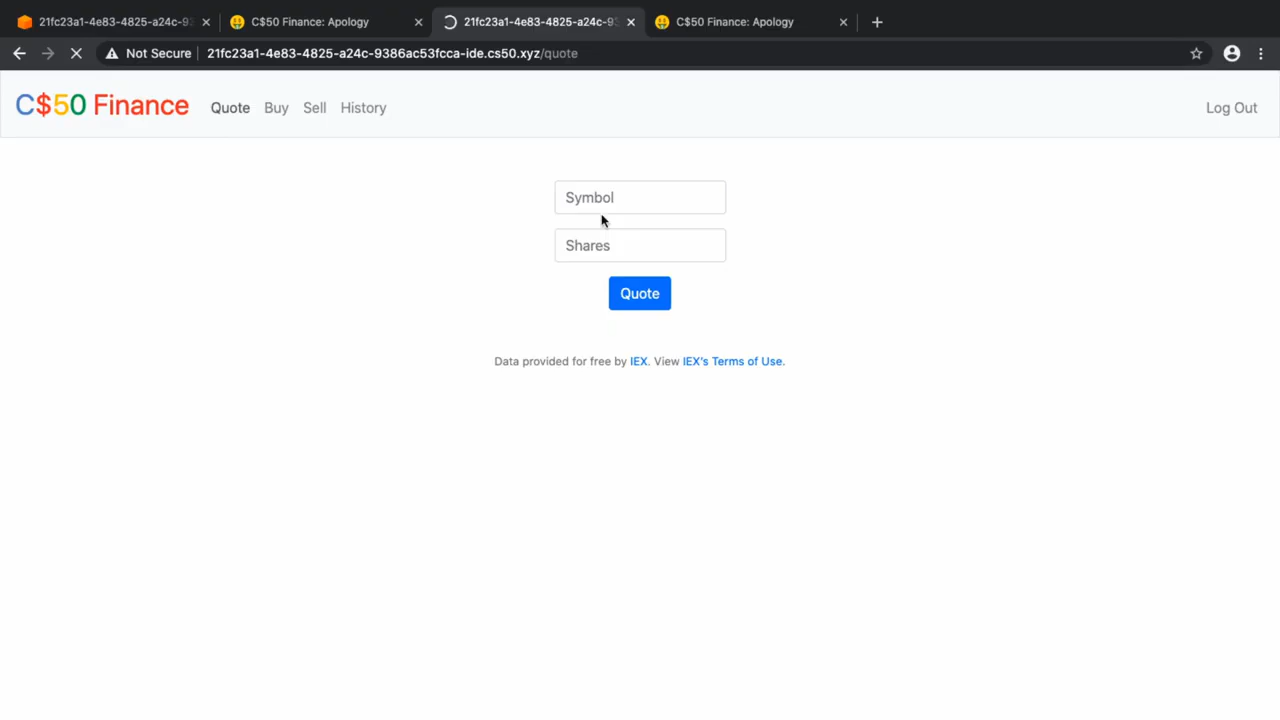 21fc23a1-4e83-4825-a24c-9
C$50 Finance: Apology
21fc23a1-4e83-4825-a24c-9
C$50 Finance: Apology
Not Secure
21fc23a1-4e83-4825-a24c-9386ac53fcca-ide.cs50.xyz/quote
C$50 Finance
Quote
Buy
Sell
History
Log Out
Symbol
Shares
Quote
Data provided for free by IEX. View IEX's Terms of Use.